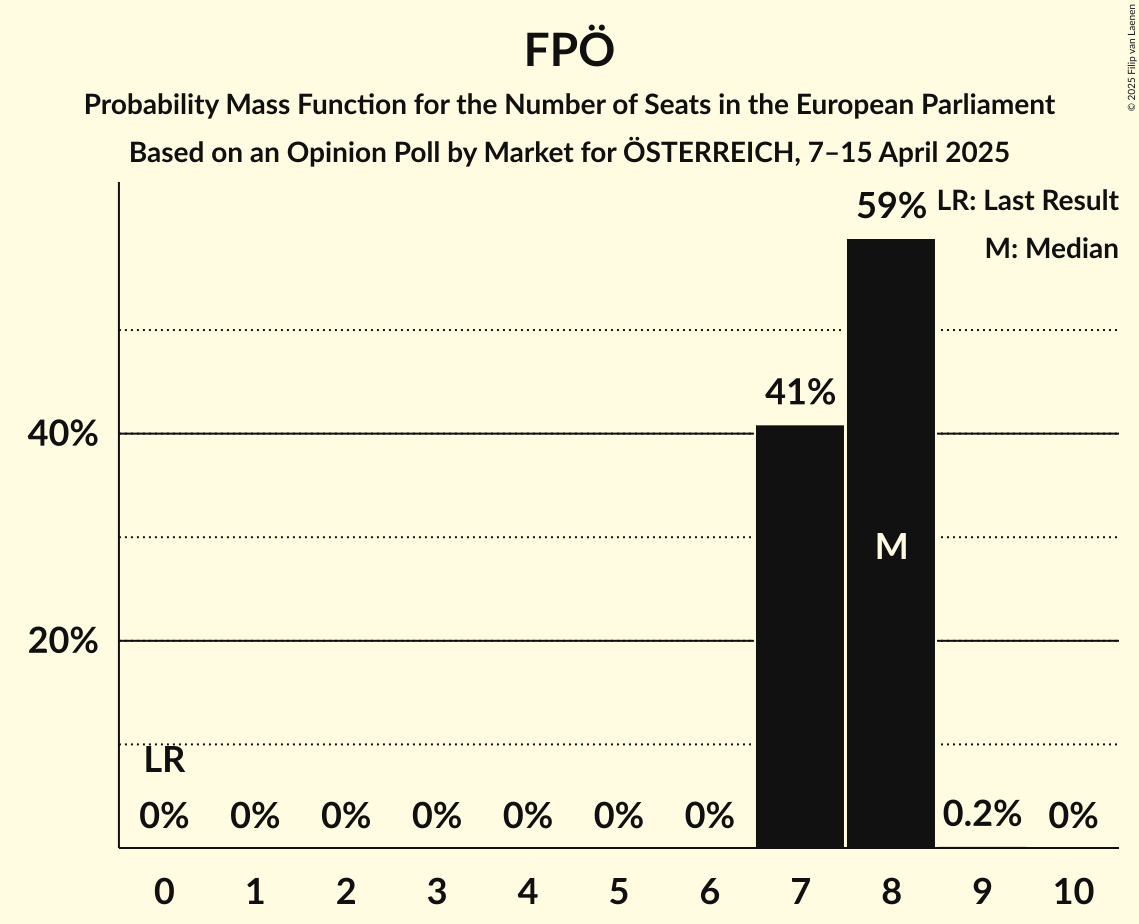 FPÖ
Probability Mass Function for the Number of Seats in the European Parliament
Based on an Opinion Poll by Market for ÖSTERREICH, 7–15 April 2025
© 2025 Filip van Laenen
LR: Last Result
M: Median
59%
41%
40%
M
20%
LR
0% 0% 0% 0% 0% 0% 0% 0.2% 0%
0 1 2 3 4 5 6 7 8 9 10